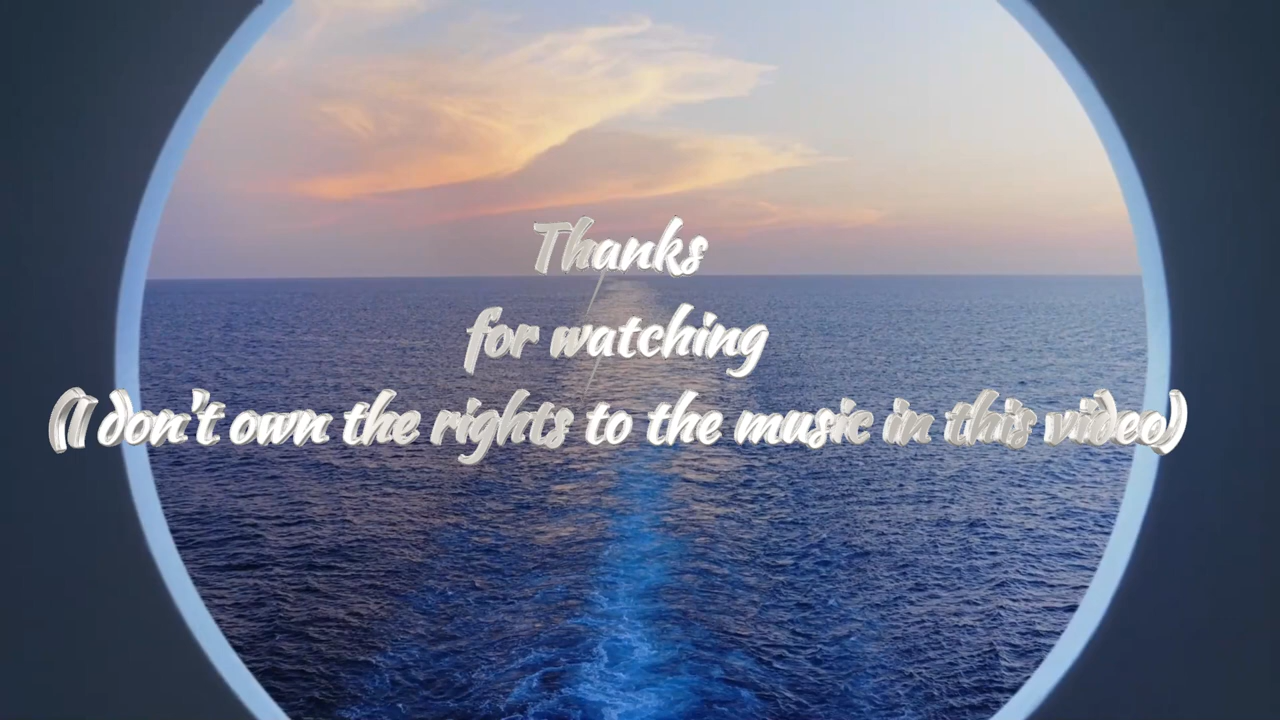 Thanks
for watching
(I don't own the rights to the music in this video)